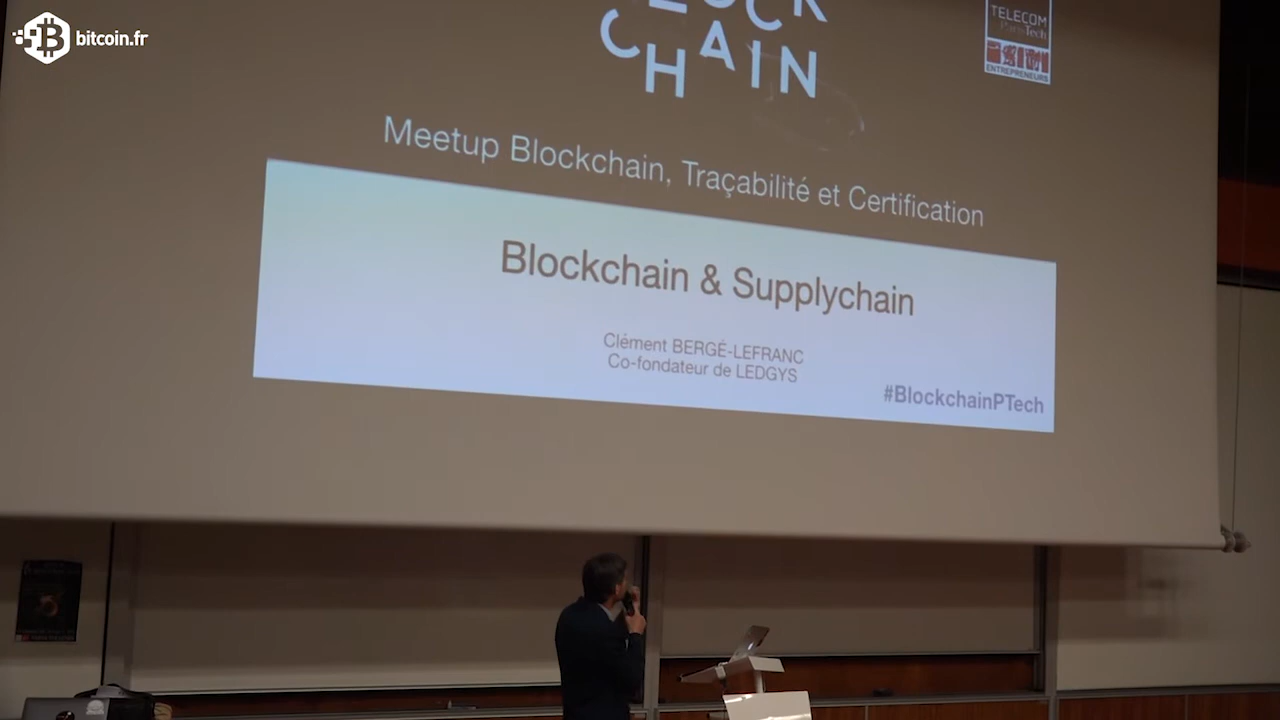 bitcoin.fr
CHAIN
TELECOM
ParisTech
ENTREPRENEURS
Meetup Blockchain, Traçabilité et Certification
Blockchain & Supplychain
Clément BERGÉ-LEFRANC
Co-fondateur de LEDGYS
#BlockchainPTech